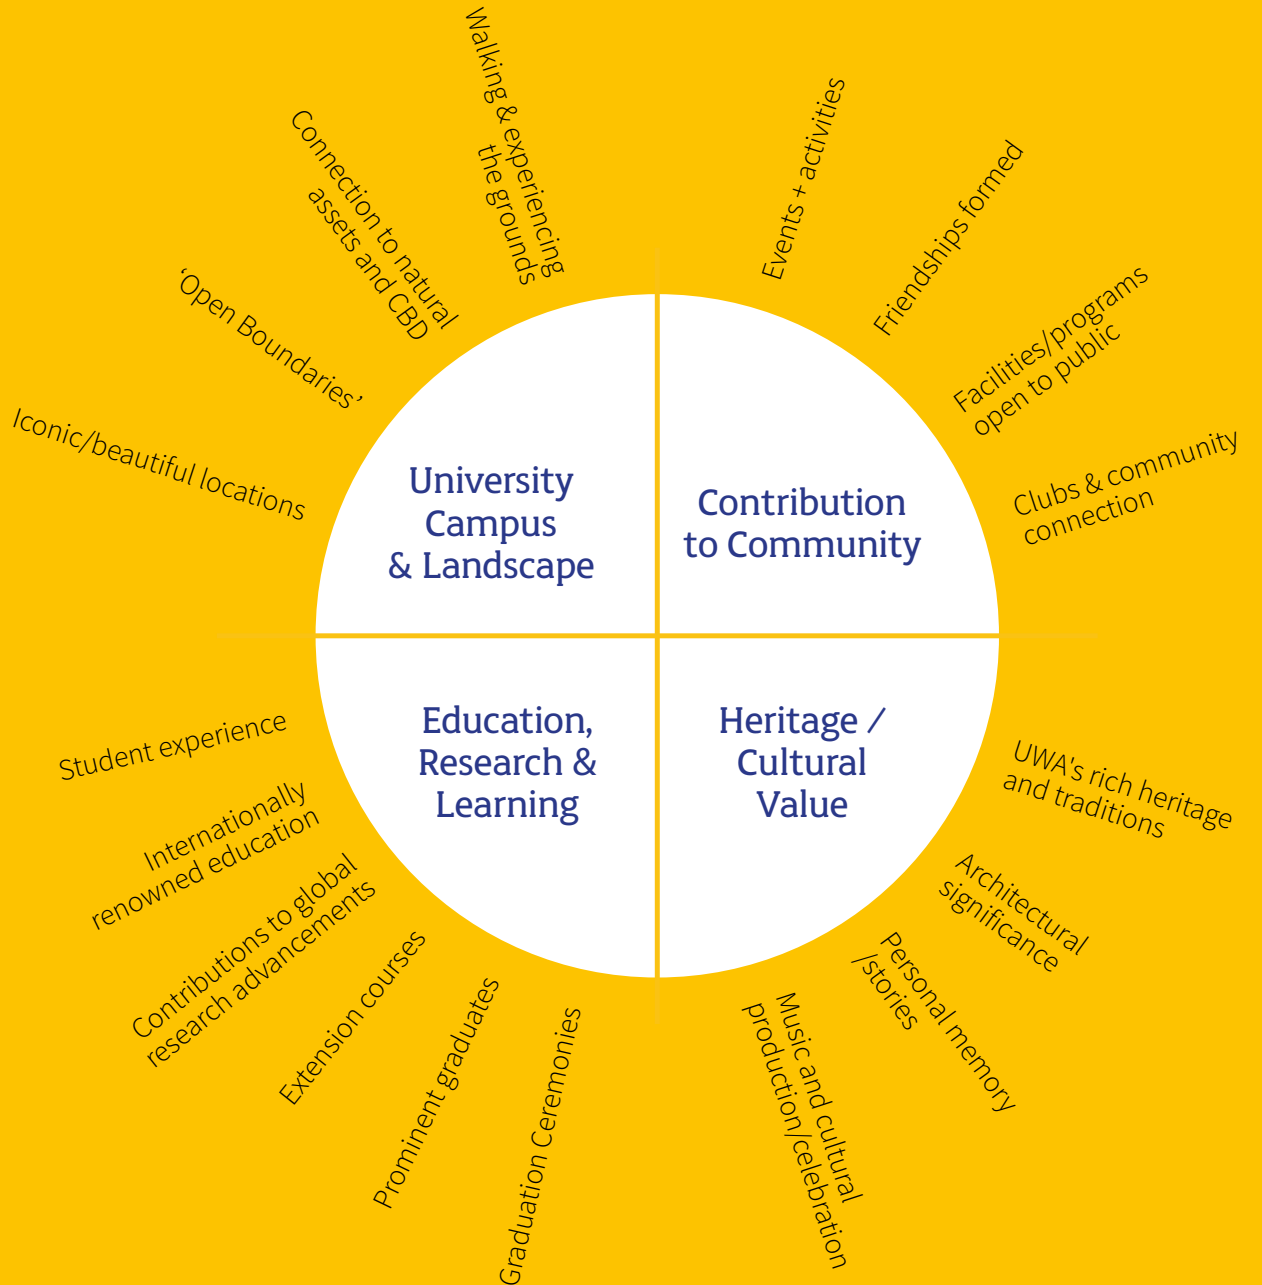 Walking & experiencing
the grounds
Connection to natural
assets and CBD
‘Open Boundaries’
Iconic/beautiful locations
University
Campus
& Landscape
Events + activities
Friendships formed
Facilities/programs
open to public
Clubs & community
connection
Contribution
to Community
Education,
Research &
Learning
Student experience
Internationally
renowned education
Contributions to global
research advancements
Extension courses
Prominent graduates
Graduation Ceremonies
Heritage /
Cultural
Value
UWA's rich heritage
and traditions
Architectural
significance
Personal memory
/stories
Music and cultural
production/celebration